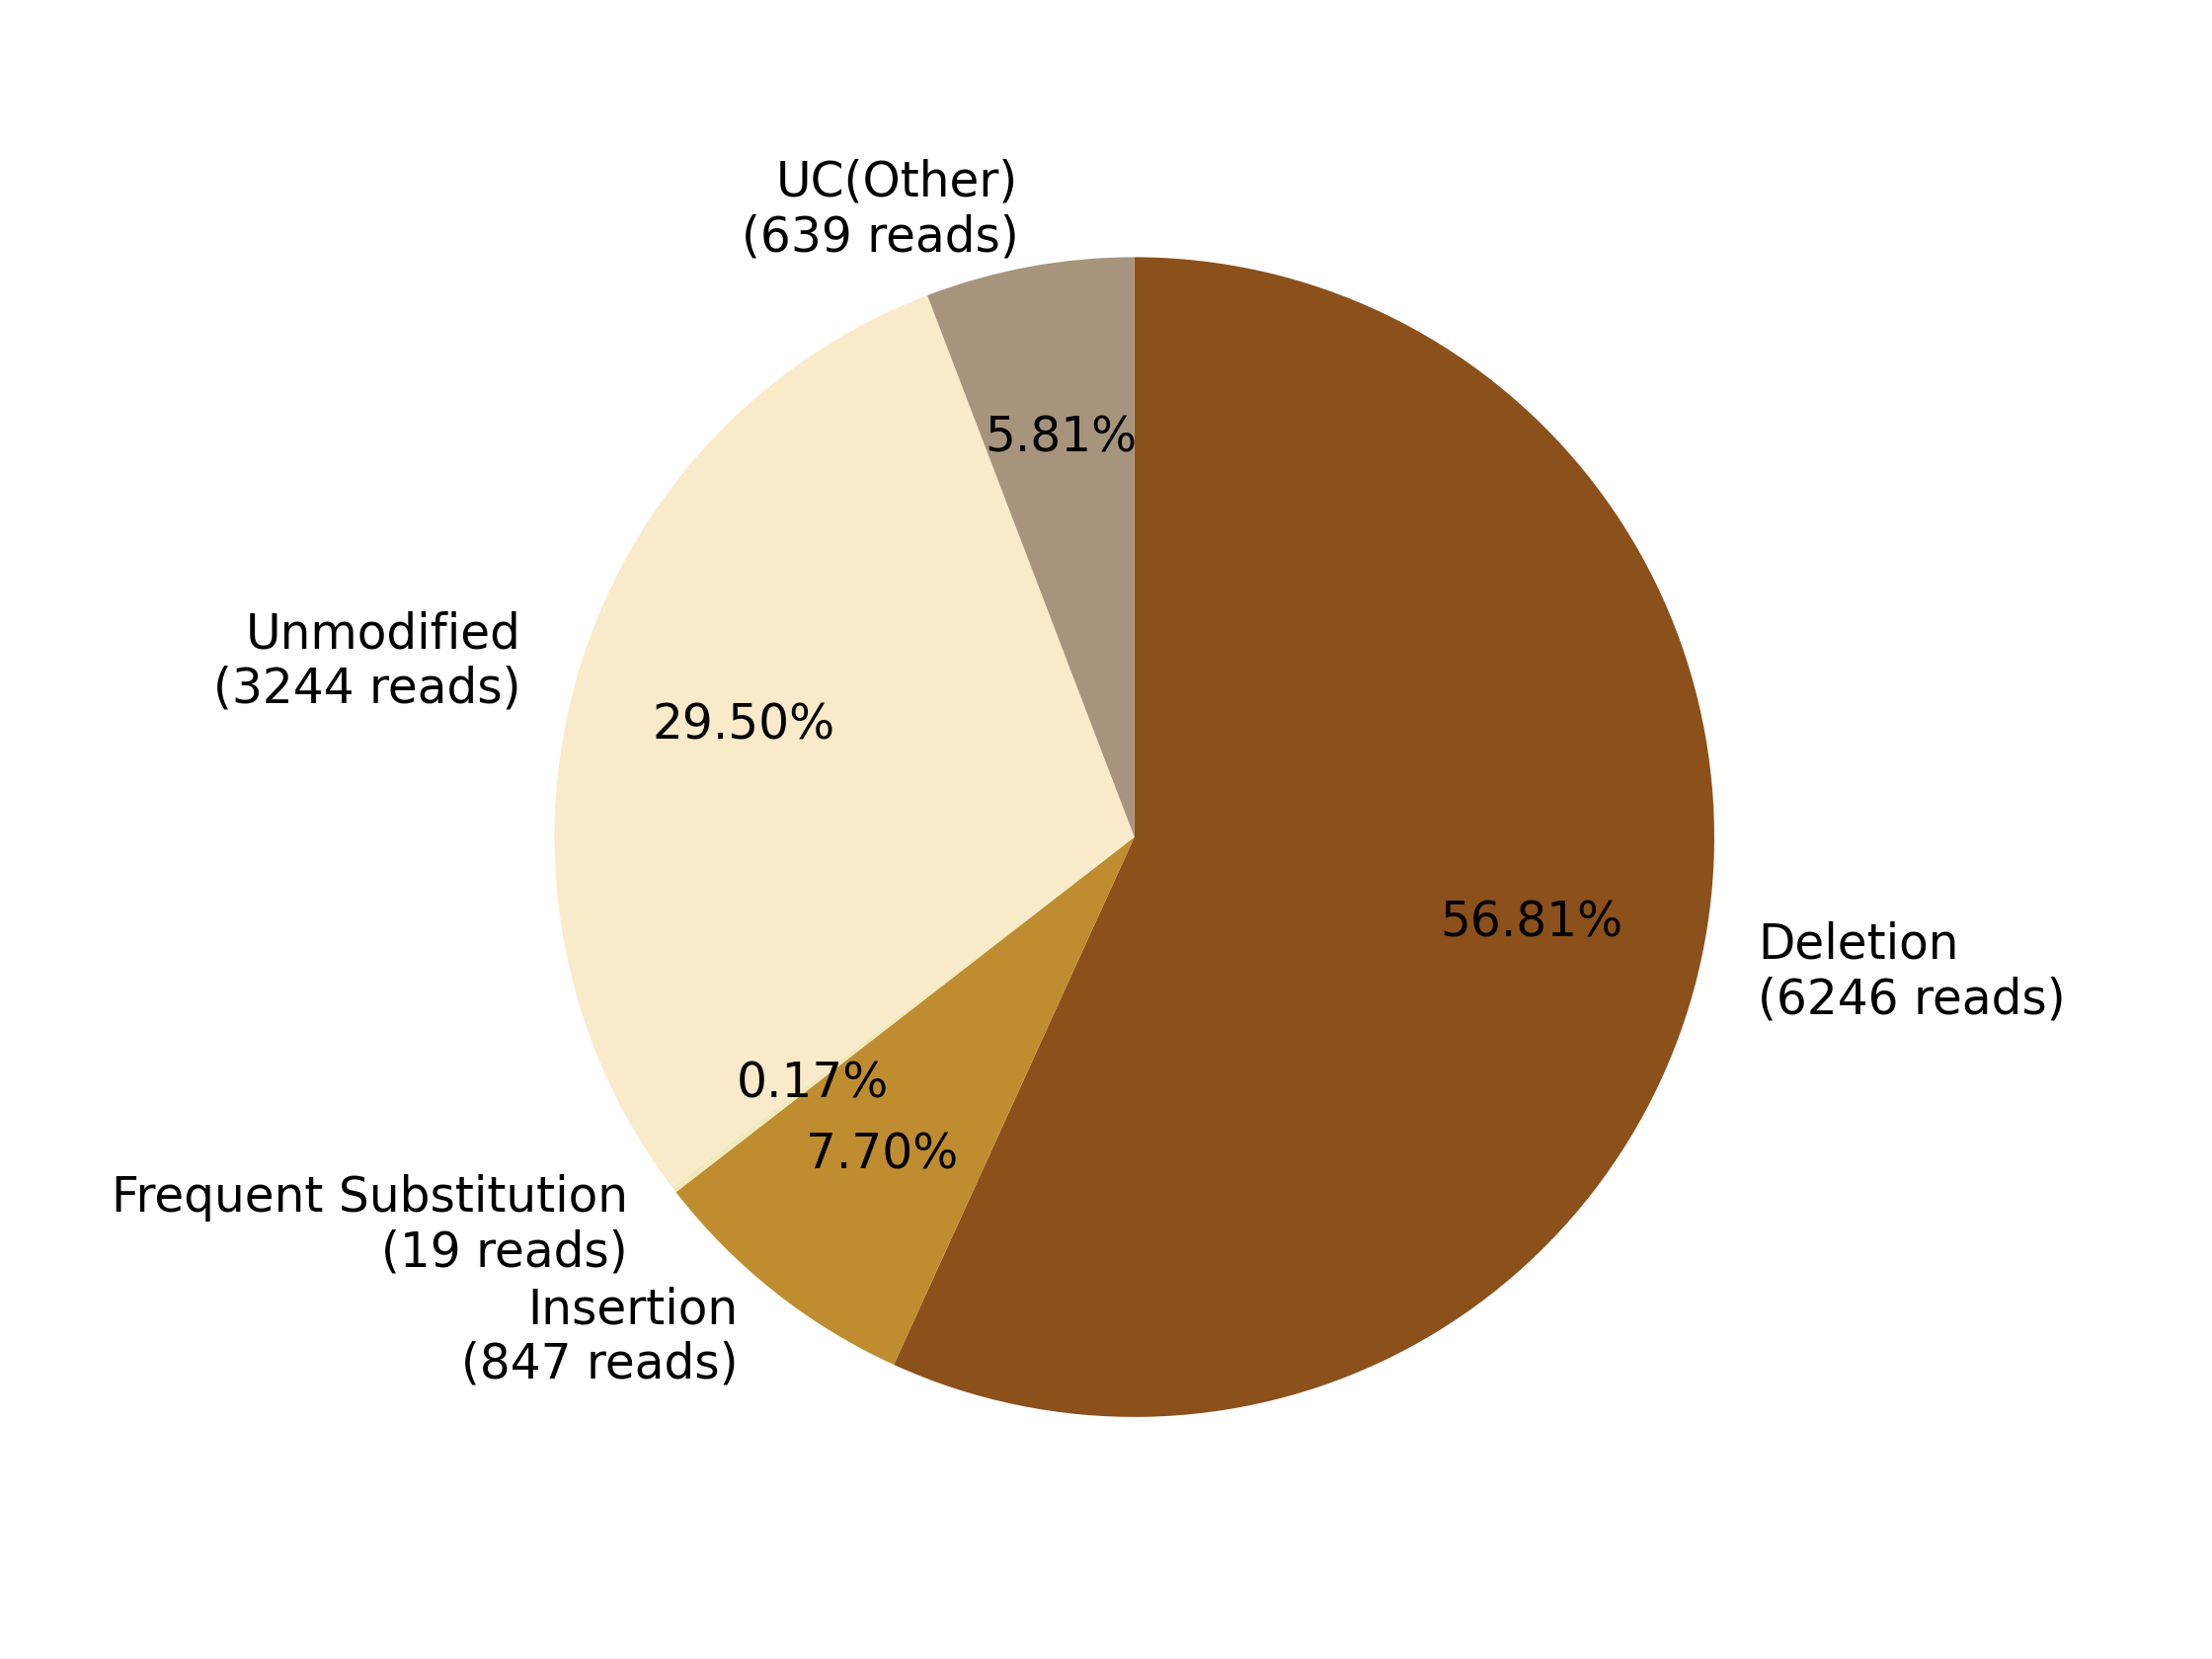 UC(Other)
(639 reads)
5.81%
Unmodified
(3244 reads)
29.50%
56.81%
Deletion
(6246 reads)
0.17%
7.70%
Frequent Substitution
(19 reads)
Insertion
(847 reads)